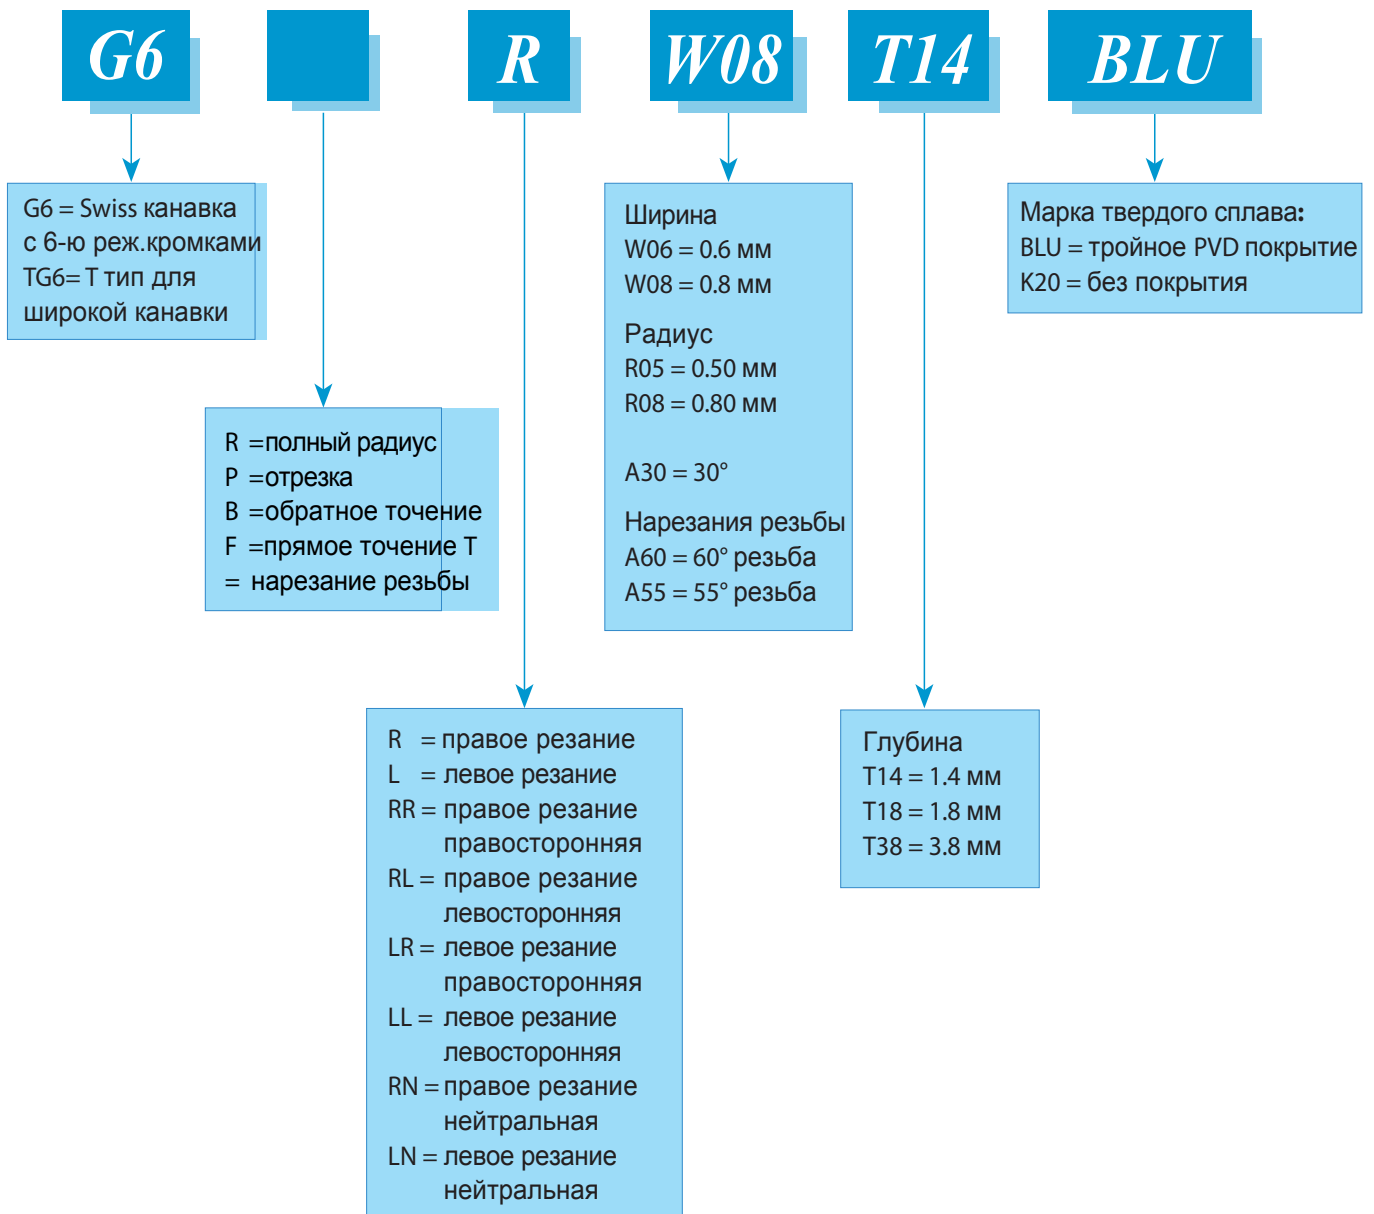 G6 R W08 T14 BLU
G6 = Swiss канавка
с 6-ю реж.кромками
TG6= T тип для
широкой канавки
R =полный радиус
P =отрезка
B =обратное точение
F =прямое точение T
= нарезание резьбы
R = правое резание
L = левое резание
RR = правое резание
правосторонняя
RL = правое резание
левосторонняя
LR = левое резание
правосторонняя
LL = левое резание
левосторонняя
RN = правое резание
нейтральная
LN = левое резание
нейтральная
Ширина
W06 = 0.6 мм
W08 = 0.8 мм
Радиус
R05 = 0.50 мм
R08 = 0.80 мм
A30 = 30°
Нарезания резьбы
A60 = 60° резьба
A55 = 55° резьба
Глубина
T14 = 1.4 мм
T18 = 1.8 мм
T38 = 3.8 мм
Марка твердого сплава:
BLU = тройное PVD покрытие
K20 = без покрытия